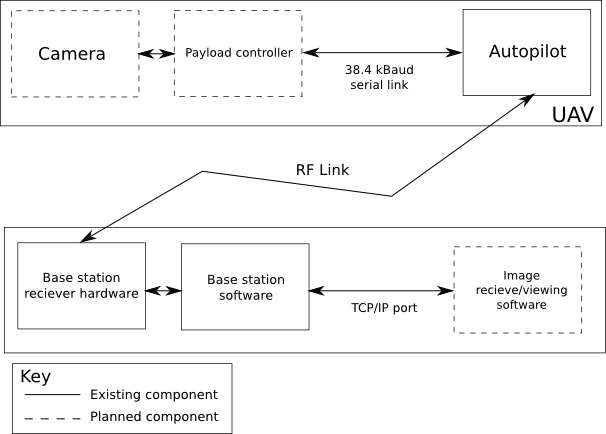 Camera
Payload controller
Autopilot
38.4 kBaud
serial link
UAV
RF Link
Base station
reciever hardware
Base station
software
TCP/IP port
Image
recieve/viewing
software
Key
Existing component
Planned component